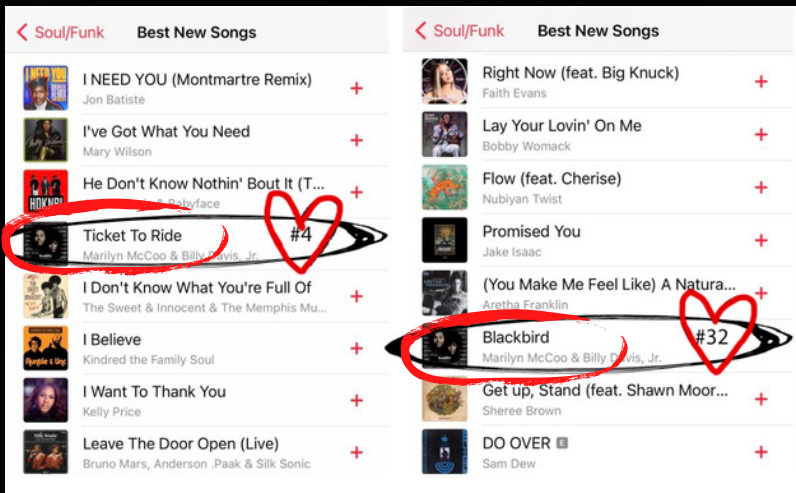 Soul/Funk Best New Songs
I NEED YOU (Montmartre Remix)
Jon Batiste
I've Got What You Need
Mary Wilson
He Don't Know Nothin' Bout It (T...
& Babyface
Ticket To Ride
#4
Marilyn McCoo & Billy Davis, Jr.
I Don't Know What You're Full Of
The Sweet & Innocent & The Memphis Mu...
I Believe
Kindred the Family Soul
I Want To Thank You
Kelly Price
Leave The Door Open (Live)
Bruno Mars, Anderson .Paak & Silk Sonic
Soul/Funk Best New Songs
Right Now (feat. Big Knuck)
Faith Evans
Lay Your Lovin' On Me
Bobby Womack
Flow (feat. Cherise)
Nubiyan Twist
Promised You
Jake Isaac
(You Make Me Feel Like) A Natura...
Aretha Franklin
Blackbird
#32
Marilyn McCoo & Billy Davis, Jr.
Get up, Stand (feat. Shawn Moor...
Sheree Brown
DO OVER E
Sam Dew